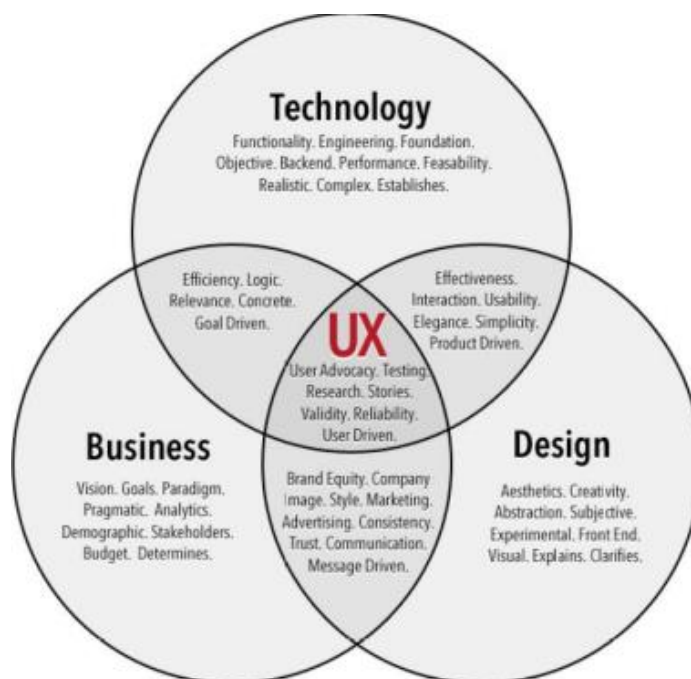 Technology
Functionality. Engineering. Foundation.
Objective. Backend. Performance. Feasability.
Realistic. Complex. Establishes.
Efficiency. Logic.
Relevance. Concrete.
Goal Driven.
Effectiveness.
Interaction. Usability.
Elegance. Simplicity.
Product Driven.
UX
User Advocacy. Testing.
Research. Stories.
Validity. Reliability.
User Driven.
Business
Vision. Goals. Paradigm.
Pragmatic. Analytics.
Demographic. Stakeholders.
Budget. Determines.
Brand Equity. Company
Image. Style. Marketing.
Advertising. Consistency.
Trust. Communication.
Message Driven.
Design
Aesthetics. Creativity.
Abstraction. Subjective.
Experimental. Front End.
Visual. Explains. Clarifies.